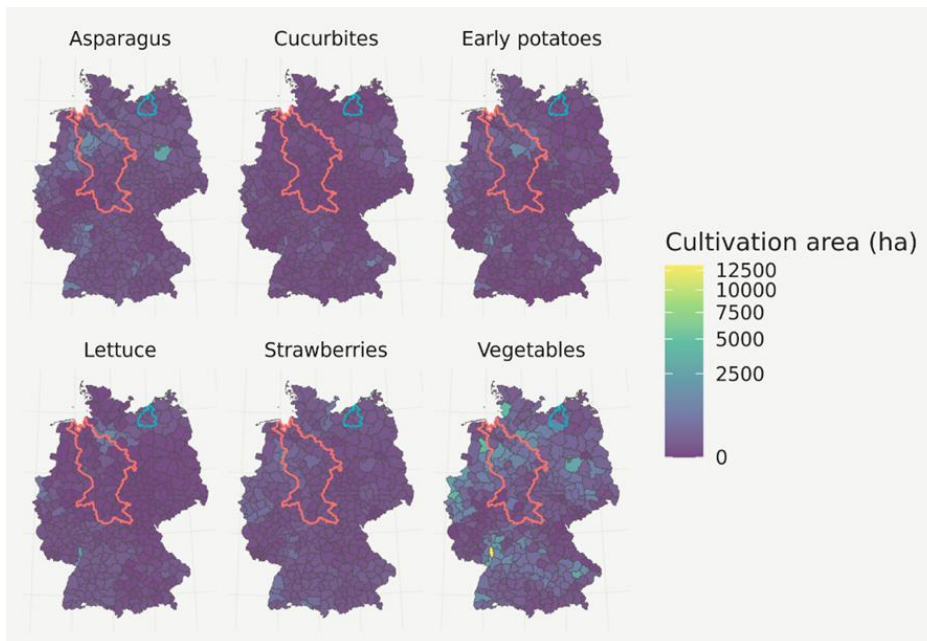 Asparagus
Cucurbites
Early potatoes
Lettuce
Strawberries
Vegetables
Cultivation area (ha)
12500
10000
7500
5000
2500
0